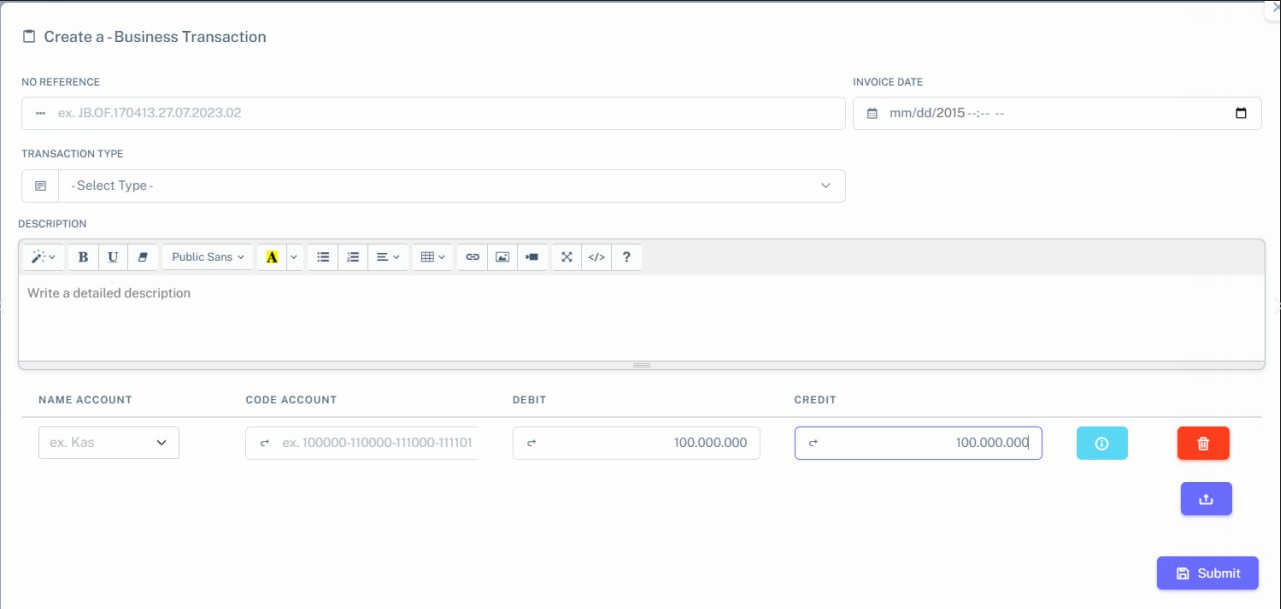 Create a - Business Transaction
NO REFERENCE
INVOICE DATE
ex. JB.OF.170413.27.07.2023.02
mm/dd/2015 --:-- --
TRANSACTION TYPE
- Select Type -
DESCRIPTION
B U Public Sans A </> ?
Write a detailed description
NAME ACCOUNT CODE ACCOUNT DEBIT CREDIT
ex. Kas ex. 100000-110000-111000-111101 100.000.000 100.000.000
Submit